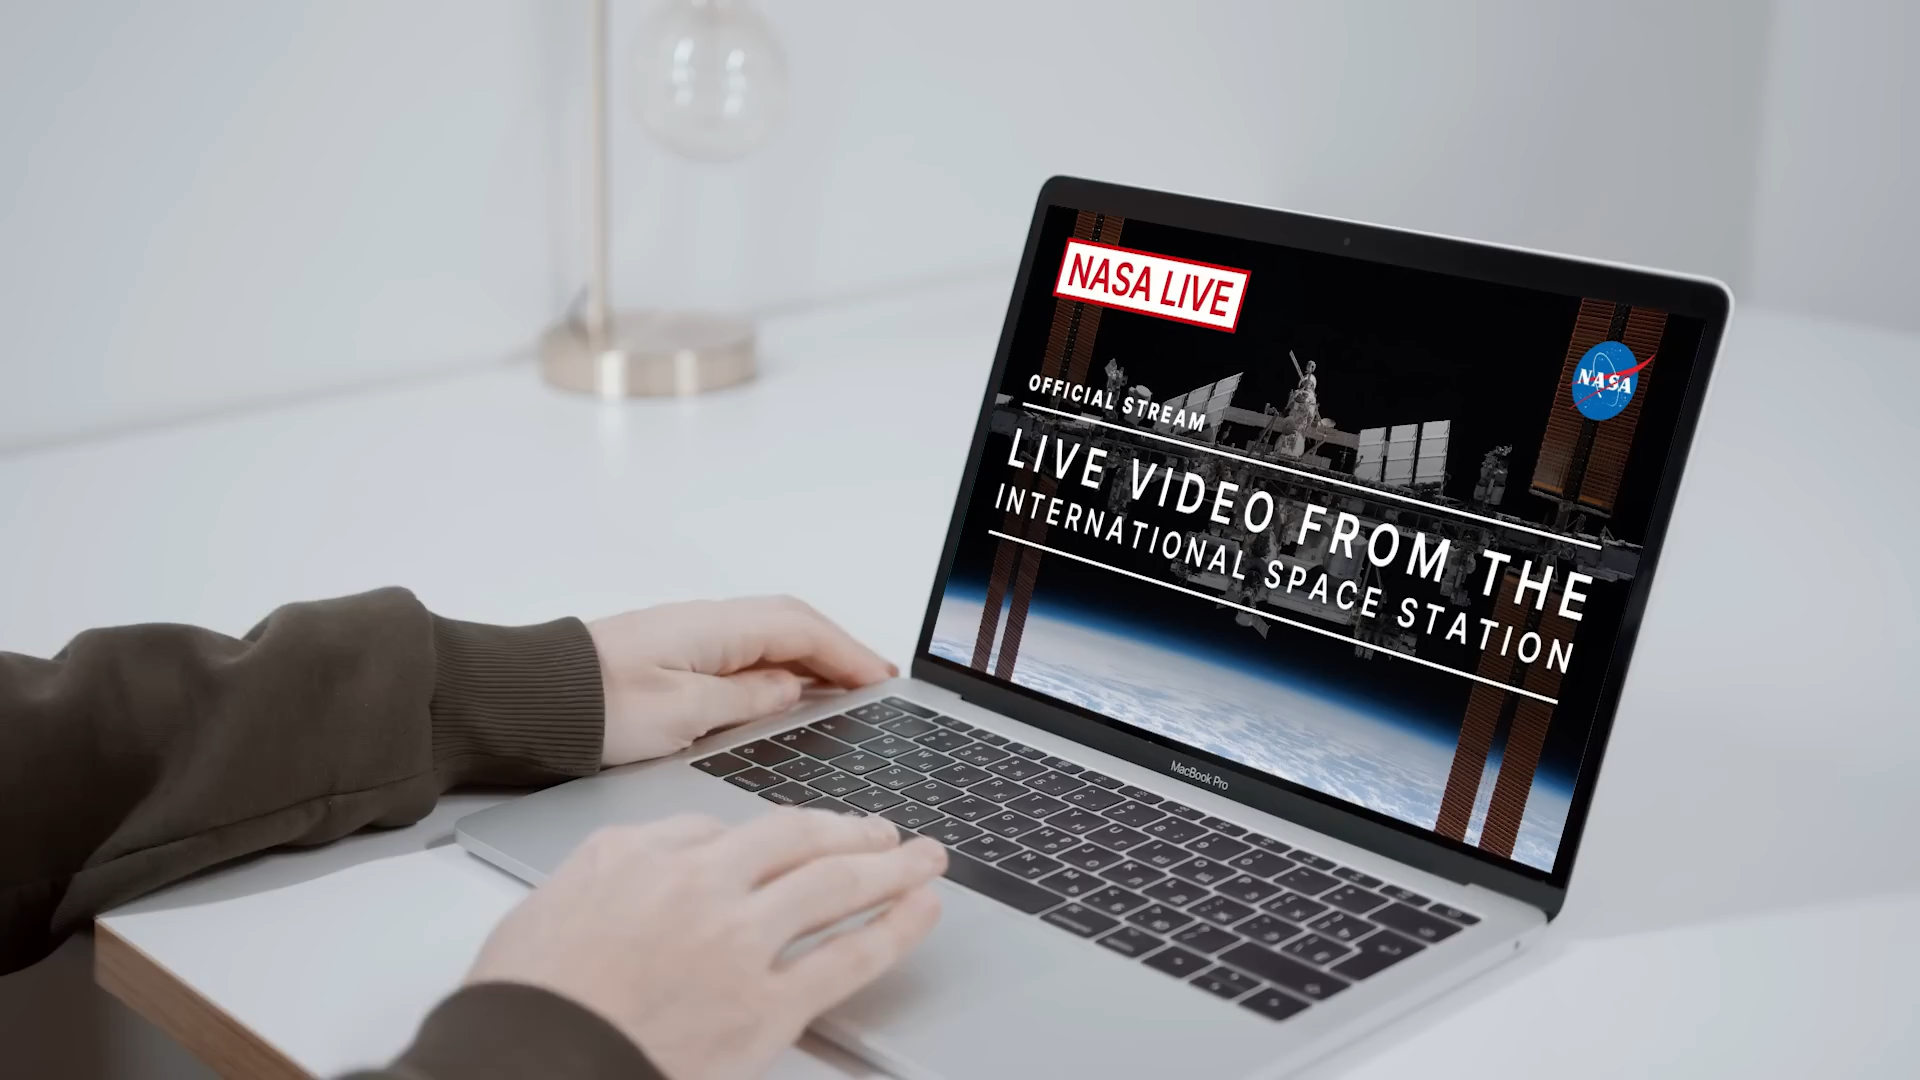 NASA LIVE
NASA
OFFICIAL STREAM
LIVE VIDEO FROM THE
INTERNATIONAL SPACE STATION
MacBook Pro